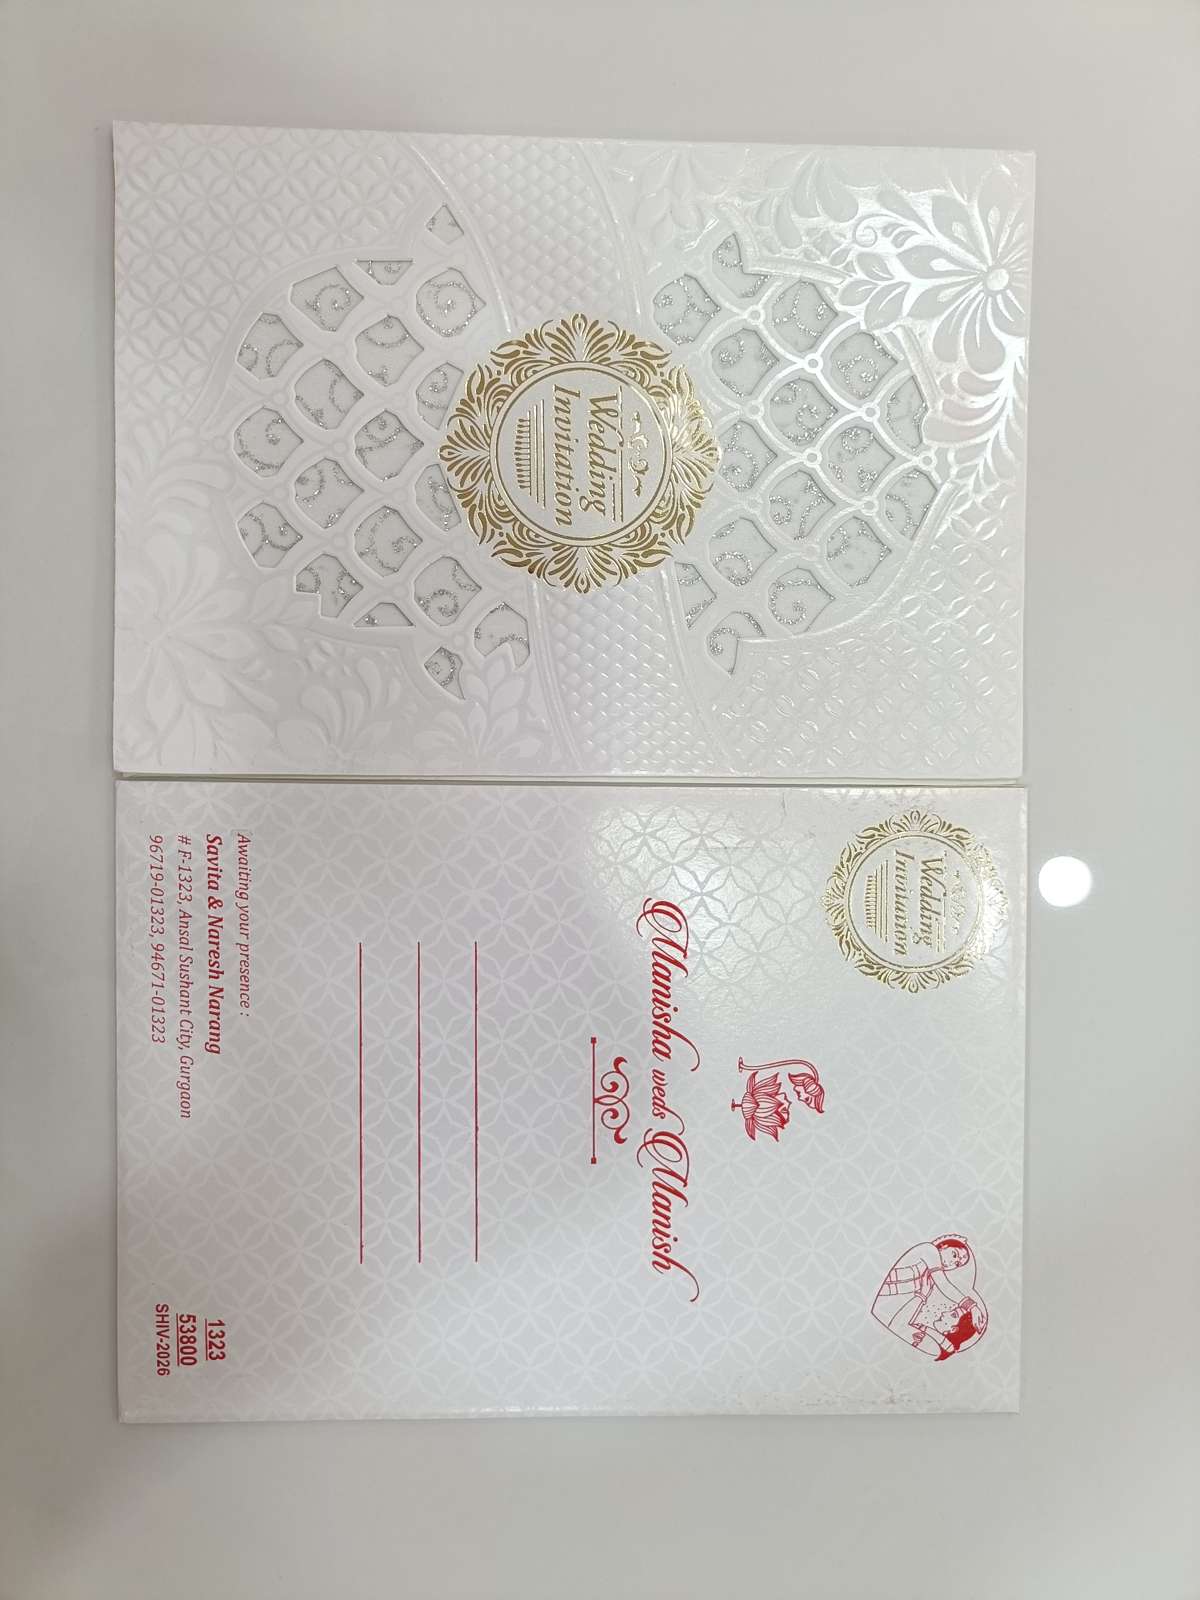 Wedding
Invitation
Wedding
Invitation
Manisha weds Manish
Awaiting your presence :
Savita & Naresh Narang
# F-1323, Ansal Sushant City, Gurgaon
96719-01323, 94671-01323
1323
53800
SHIV-2026